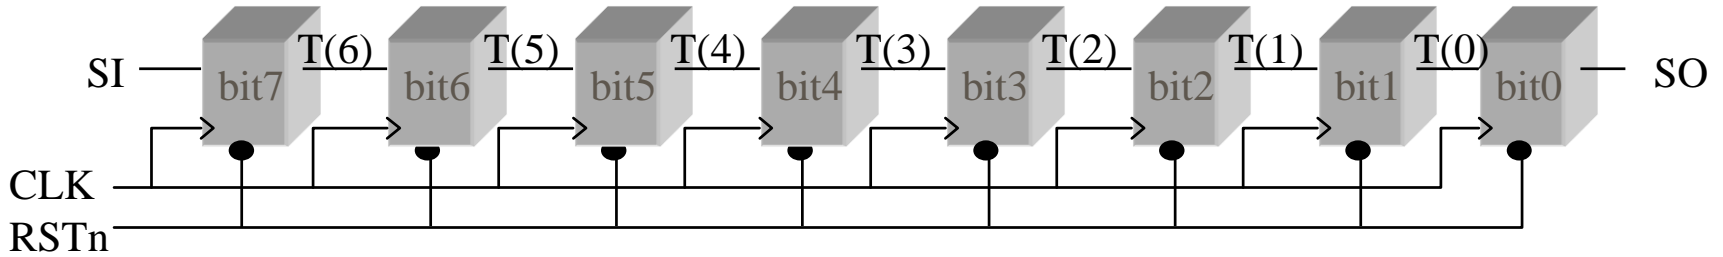 T(6) T(5) T(4) T(3) T(2) T(1) T(0)
SI bit7 bit6 bit5 bit4 bit3 bit2 bit1 bit0 SO
CLK
RSTn